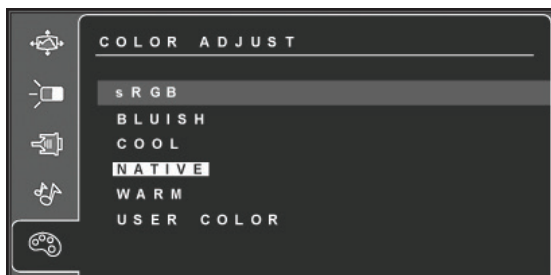 COLOR ADJUST
sRGB
BLUISH
COOL
NATIVE
WARM
USER COLOR